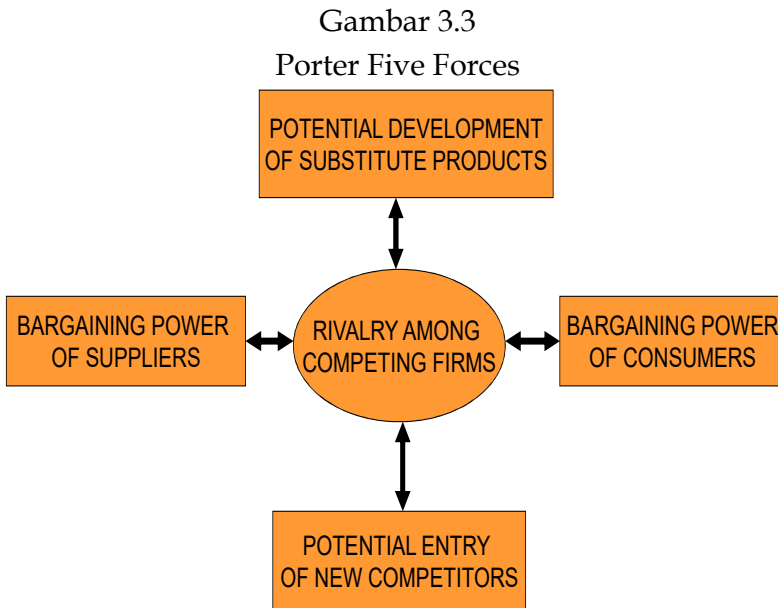 Gambar 3.3
Porter Five Forces
POTENTIAL DEVELOPMENT
OF SUBSTITUTE PRODUCTS
BARGAINING POWER
OF SUPPLIERS
RIVALRY AMONG
COMPETING FIRMS
BARGAINING POWER
OF CONSUMERS
POTENTIAL ENTRY
OF NEW COMPETITORS